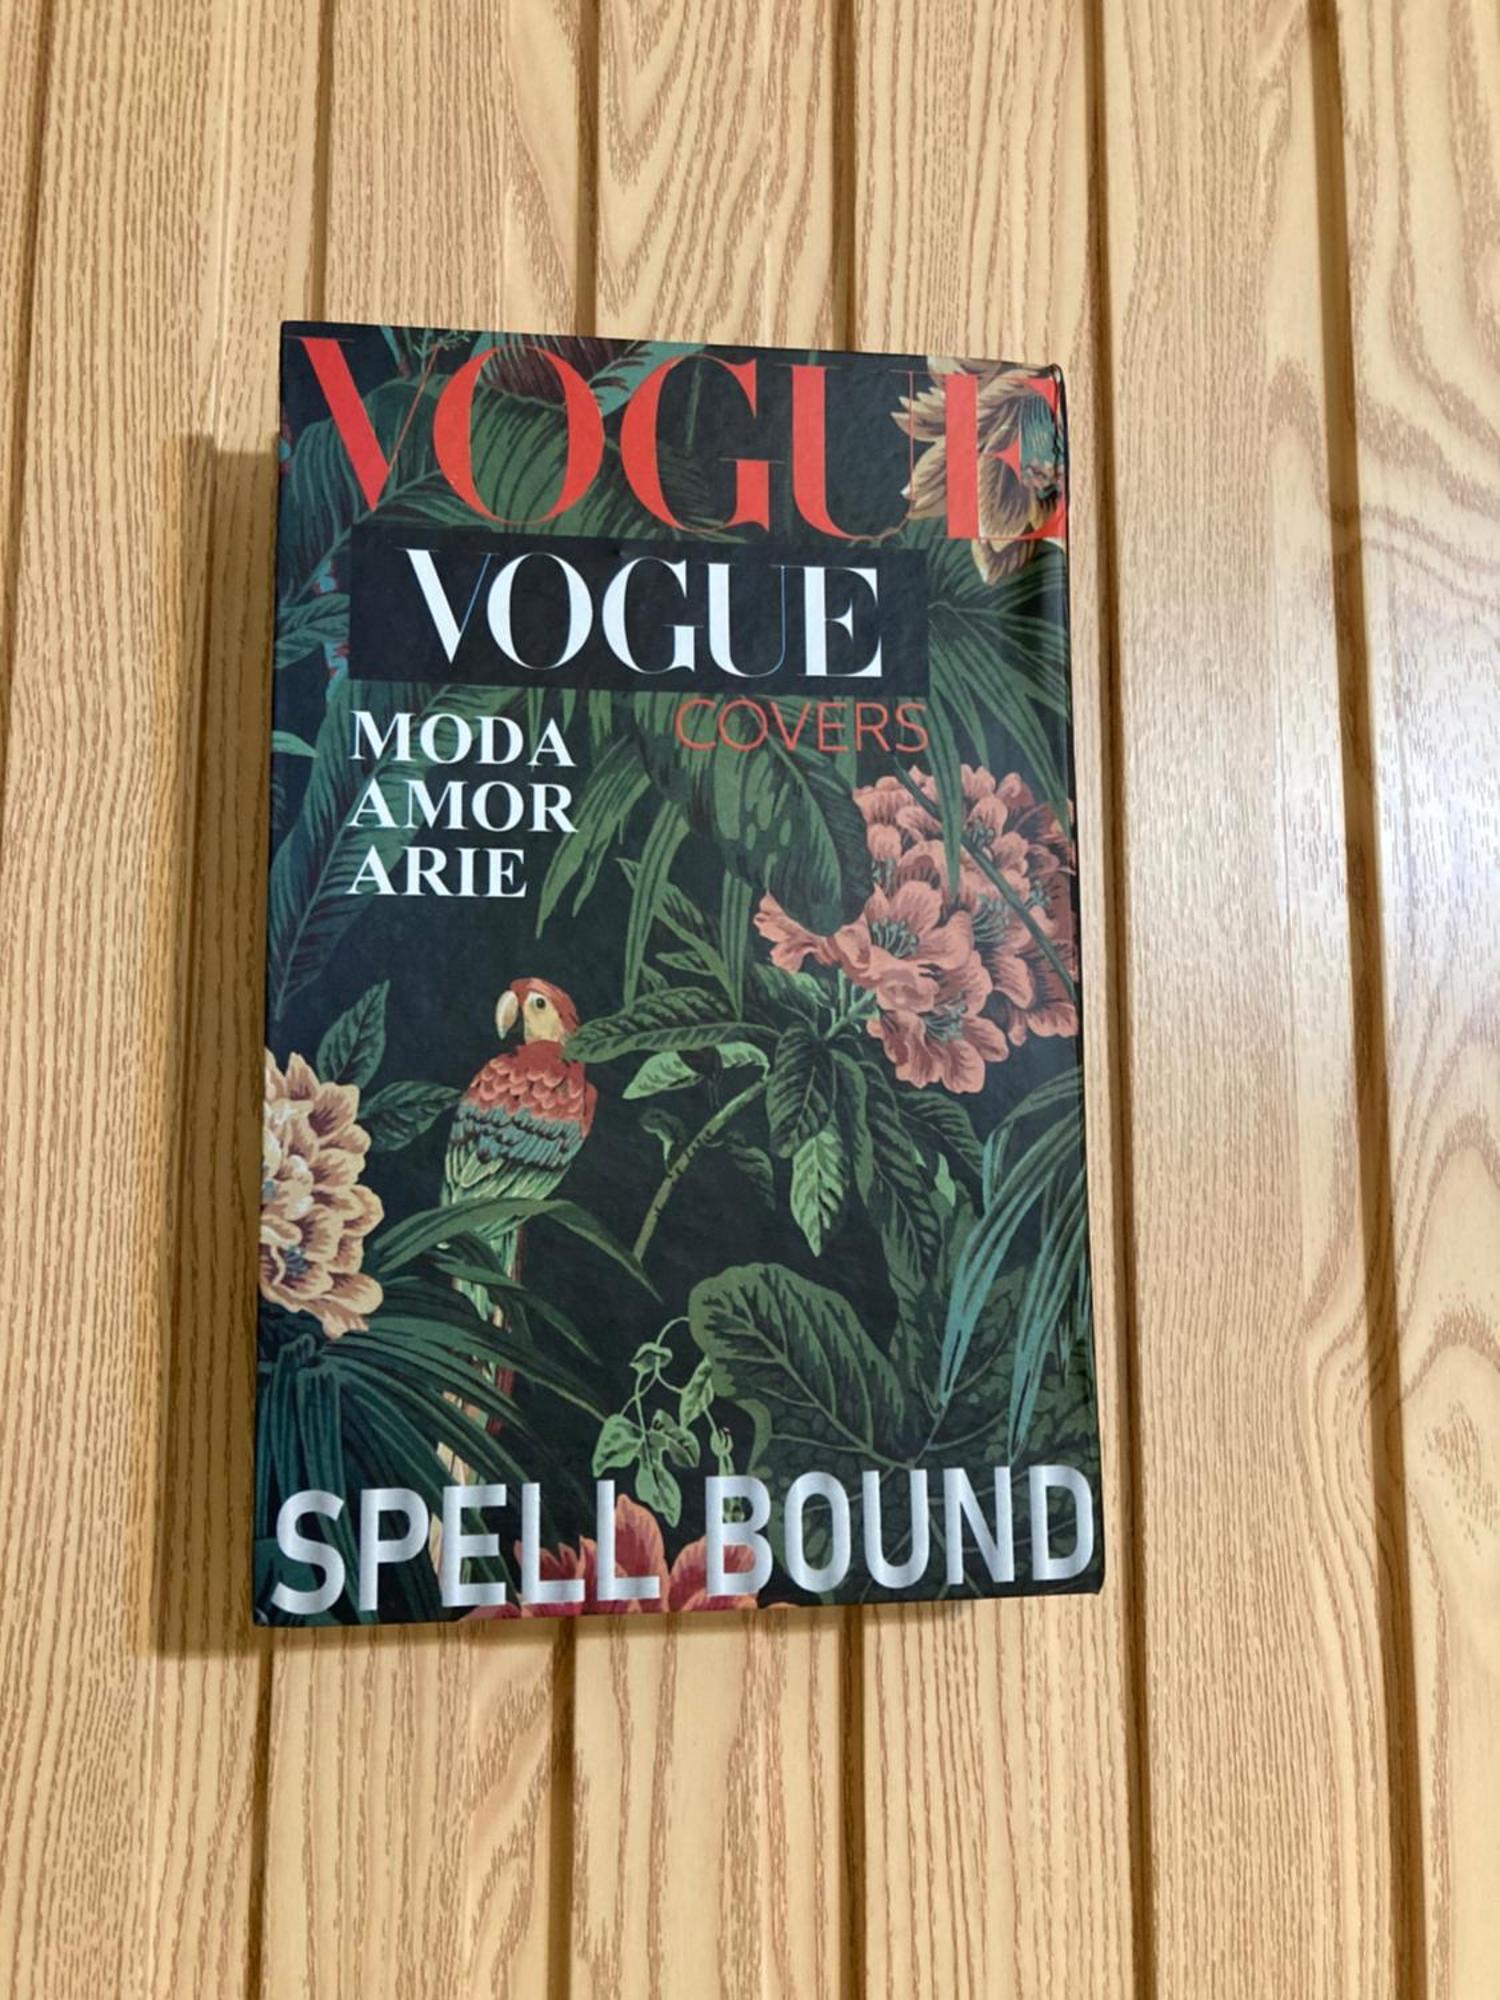 VOGUE
VOGUE
COVERS
MODA
AMOR
ARIE
SPELL BOUND